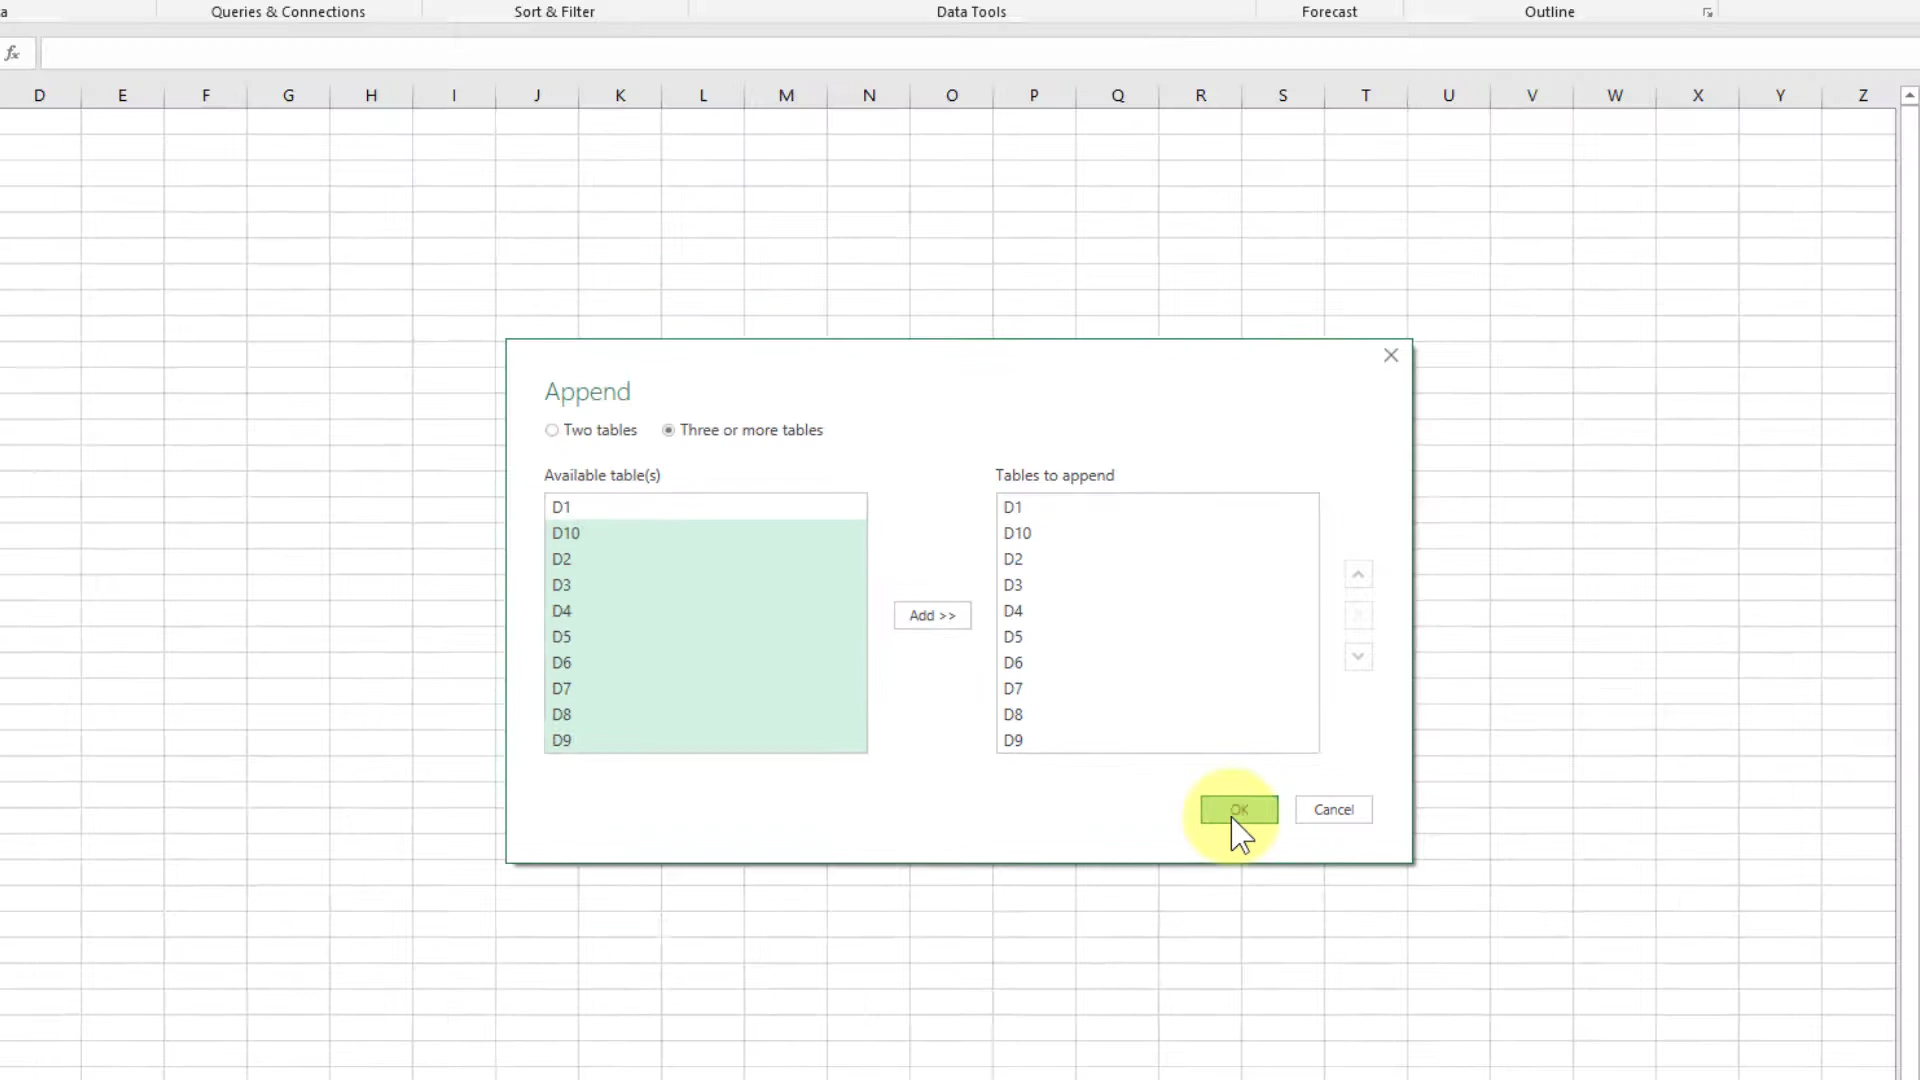 a Queries & Connections Sort & Filter Data Tools Forecast Outline
fx
D E F G H I J K L M N O P Q R S T U V W X Y Z
Append
Two tables Three or more tables
Available table(s)
D1
D10
D2
D3
D4
D5
D6
D7
D8
D9
Add >>
Tables to append
D1
D10
D2
D3
D4
D5
D6
D7
D8
D9
OK Cancel